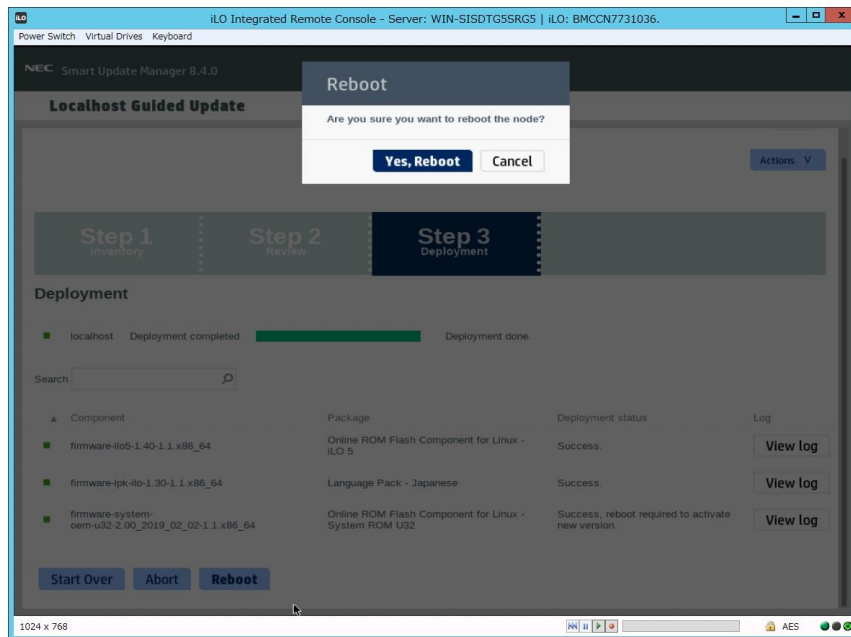 iLO
iLO Integrated Remote Console - Server: WIN-SISDTG5SRG5 | iLO: BMCCN7731036.
Power Switch Virtual Drives Keyboard
NEC Smart Update Manager 8.4.0
Localhost Guided Update
Reboot
Are you sure you want to reboot the node?
Yes, Reboot Cancel
Actions
Step 1
Inventory
Step 2
Review
Step 3
Deployment
Deployment
localhost Deployment completed Deployment done.
Search
Component Package Deployment status Log
firmware-ilo5-1.40-1.1.x86_64
Online ROM Flash Component for Linux -
iLO 5
Success.
View log
firmware-lpk-ilo-1.30-1.1.x86_64
Language Pack - Japanese
Success.
View log
firmware-system-
oem-u32-2.00_2019_02_02-1.1.x86_64
Online ROM Flash Component for Linux -
System ROM U32
Success, reboot required to activate
new version.
View log
Start Over Abort Reboot
1024 x 768 AES